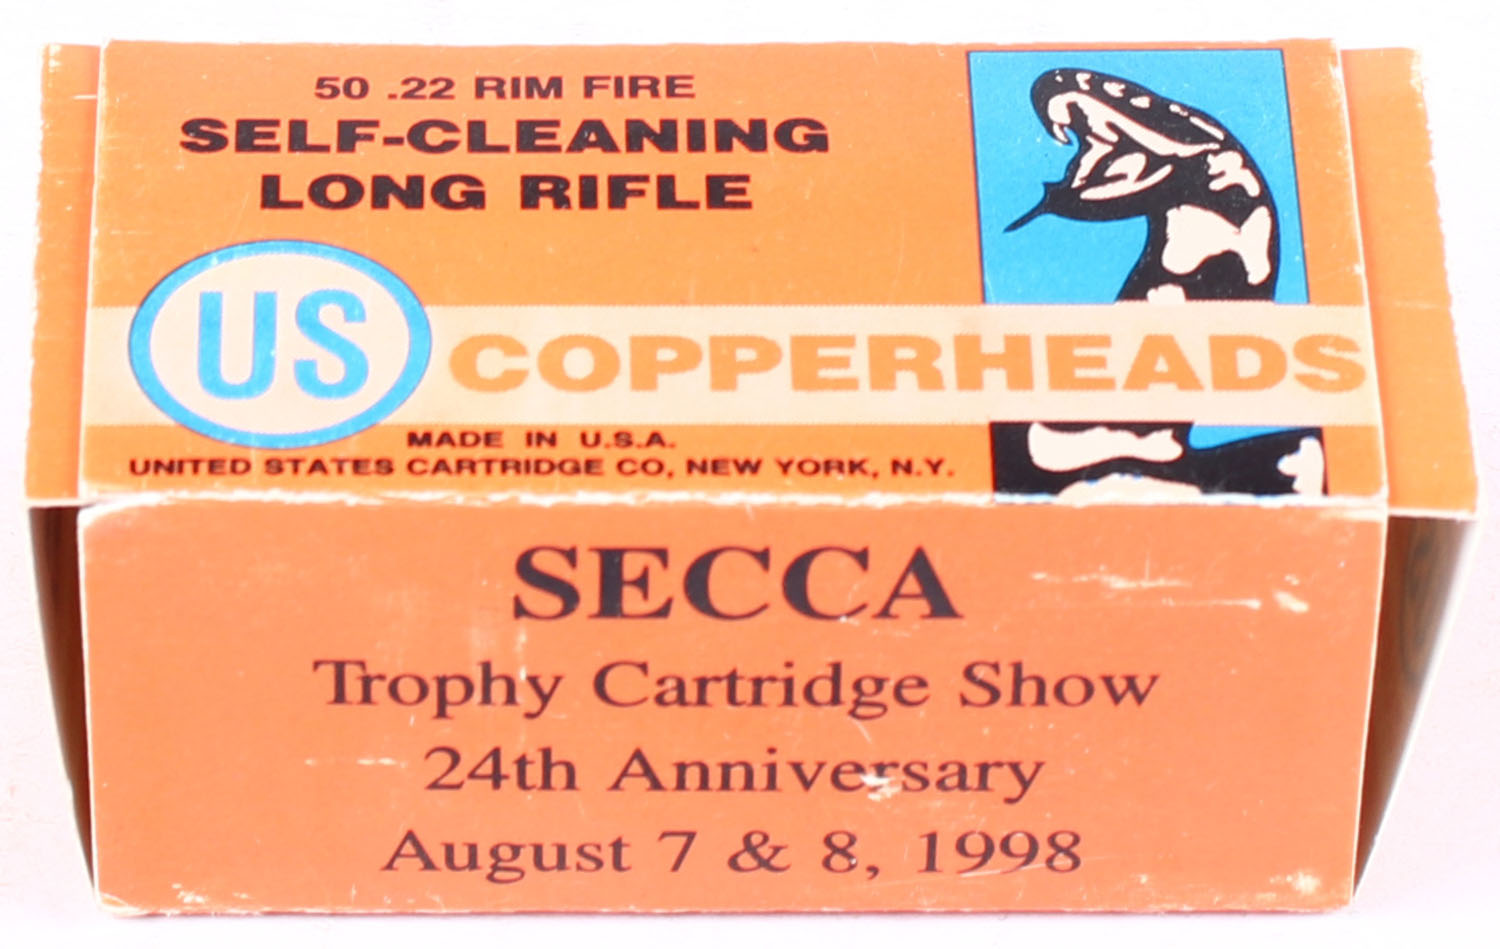 50 .22 RIM FIRE
SELF-CLEANING
LONG RIFLE
US COPPERHEADS
MADE IN U.S.A.
UNITED STATES CARTRIDGE CO, NEW YORK, N.Y.
SECCA
Trophy Cartridge Show
24th Anniversary
August 7 & 8, 1998